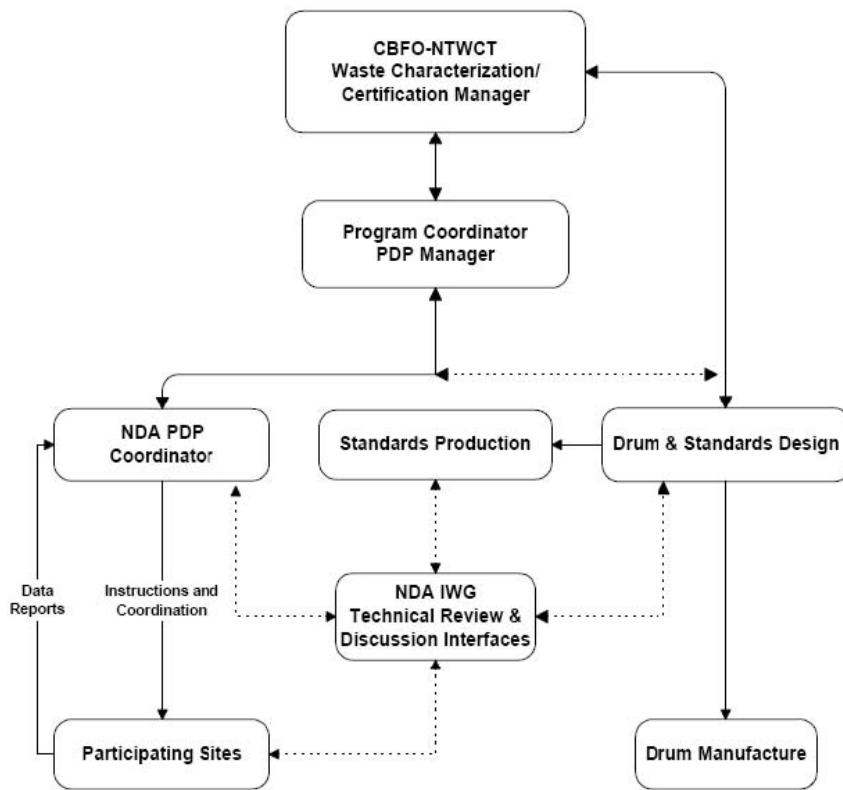 CBFO-NTWCT
Waste Characterization/
Certification Manager
Program Coordinator
PDP Manager
NDA PDP
Coordinator
Standards Production
Drum & Standards Design
Data
Reports
Instructions and
Coordination
NDA IWG
Technical Review &
Discussion Interfaces
Participating Sites
Drum Manufacture